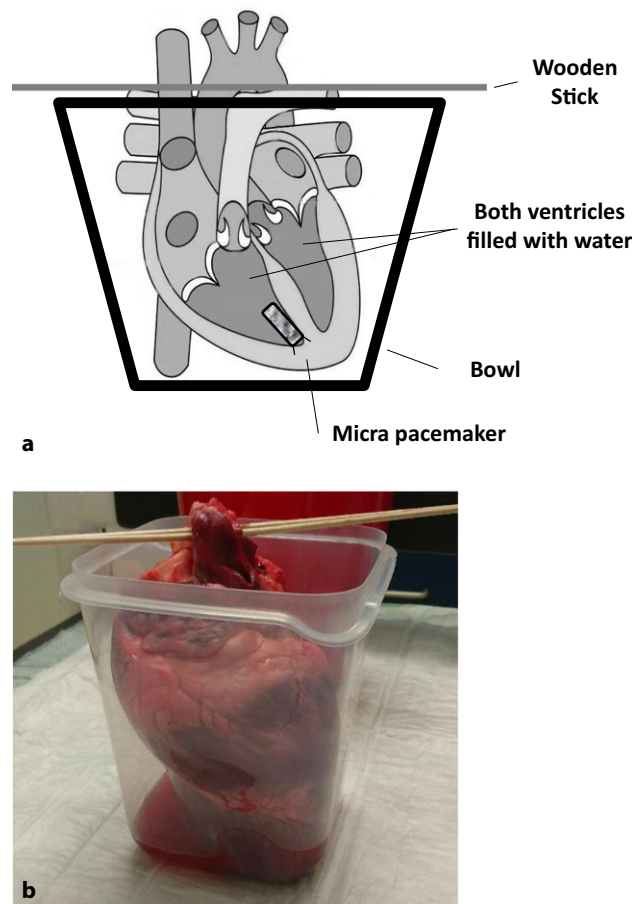 Wooden
Stick
Both ventricles
filled with water
Bowl
Micra pacemaker
a
b